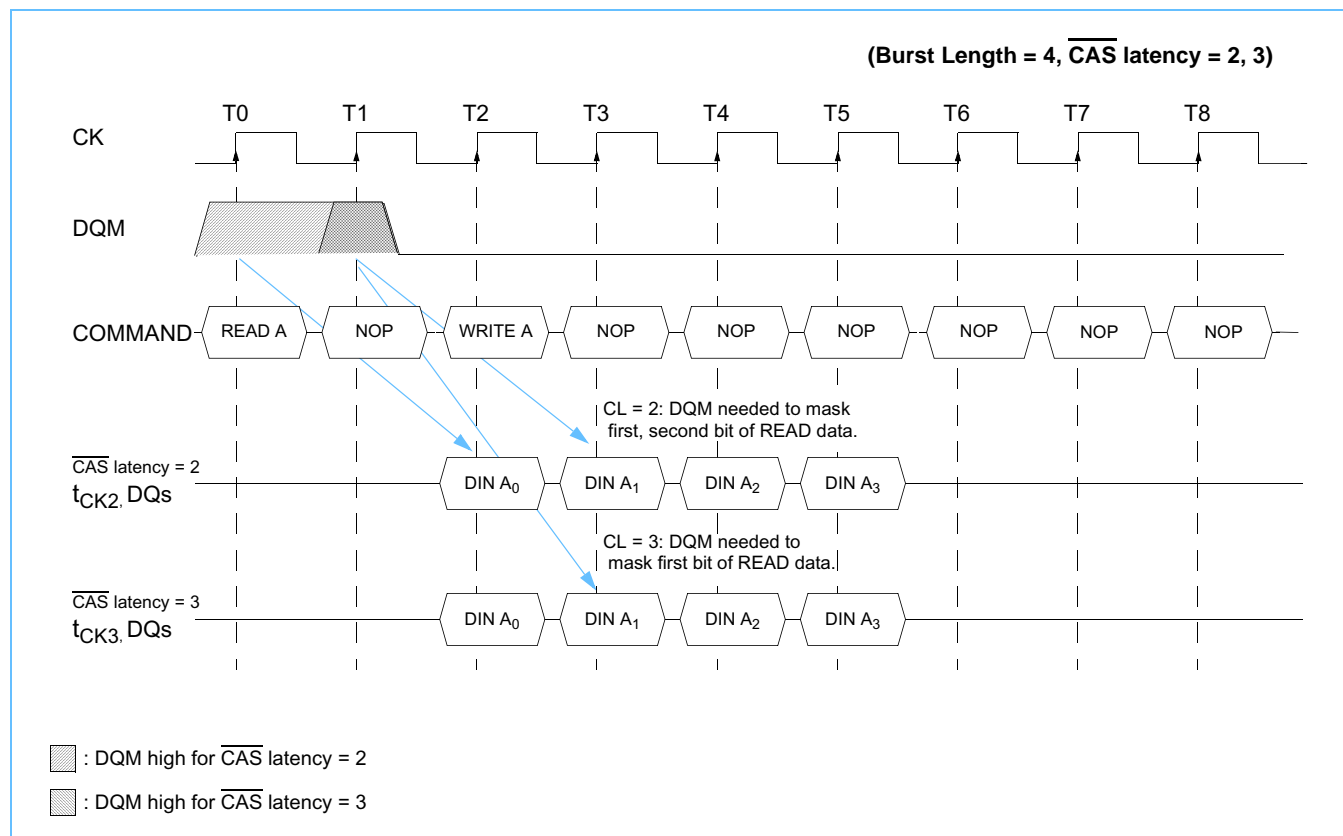 (Burst Length = 4, CAS latency = 2, 3)
T0 T1 T2 T3 T4 T5 T6 T7 T8
CK
DQM
COMMAND READ A NOP WRITE A NOP NOP NOP NOP NOP NOP
CL = 2: DQM needed to mask
first, second bit of READ data.
CAS latency = 2
tCK2, DQs DIN A0 DIN A1 DIN A2 DIN A3
CL = 3: DQM needed to
mask first bit of READ data.
CAS latency = 3
tCK3, DQs DIN A0 DIN A1 DIN A2 DIN A3
: DQM high for CAS latency = 2
: DQM high for CAS latency = 3